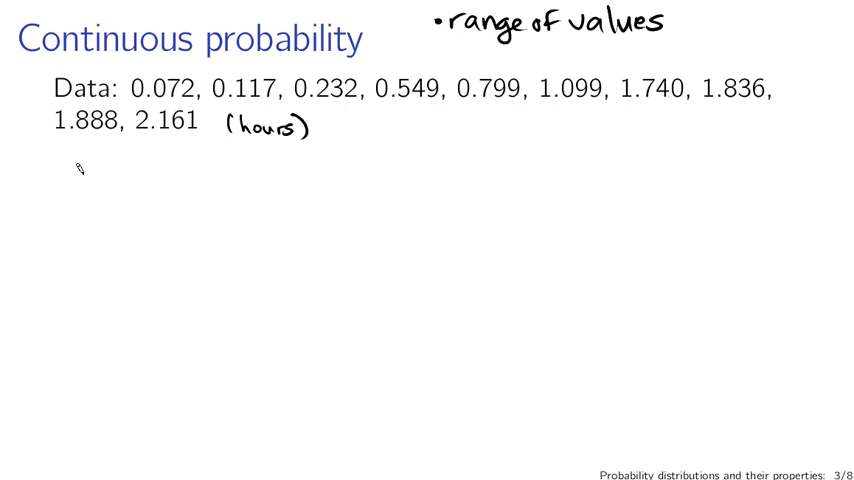 Continuous probability
• range of values
Data: 0.072, 0.117, 0.232, 0.549, 0.799, 1.099, 1.740, 1.836,
1.888, 2.161 (hours)
Probability distributions and their properties: 3/8